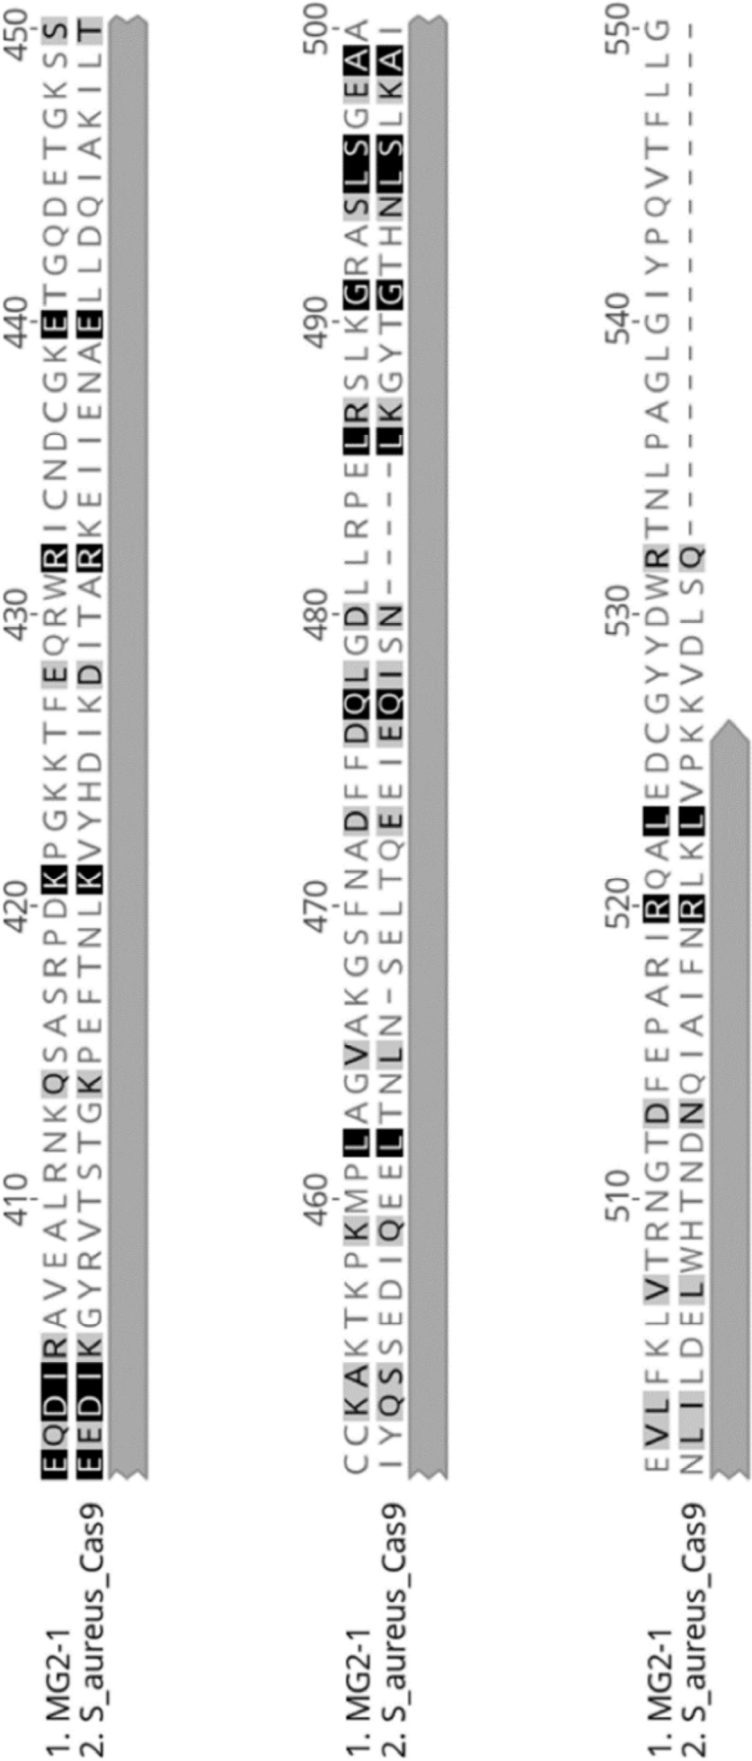 410 420 430 440 450
1. MG2-1 EQDIRAVEALRNKQSASRPDKPGKKTFEQRWRICNDCGKETGQDETGKSS
2. S_aureus_Cas9 EEDIKGYRVTSTGKPEFTNLKVYHDIKDITARKEIIENAELLDQIAKILT
460 470 480 490 500
1. MG2-1 CCKAKTKPKMPLAGVAKGSFNADFFDQLGDLLRPELRSLKGRASLSGEAA
2. S_aureus_Cas9 IYQSSEDIQEELTNLN-SELTQEEIEQISN-----LKGYTGTHNLSLKAI
510 520 530 540 550
1. MG2-1 EVLFKLVTRNGTDFEPARIRQALEDCGYYDWRTNLPAGLGIYPQVTFLLG
2. S_aureus_Cas9 NLILDELWHTNDNQIAIFNRLKLVPKKVDLSQ------------------